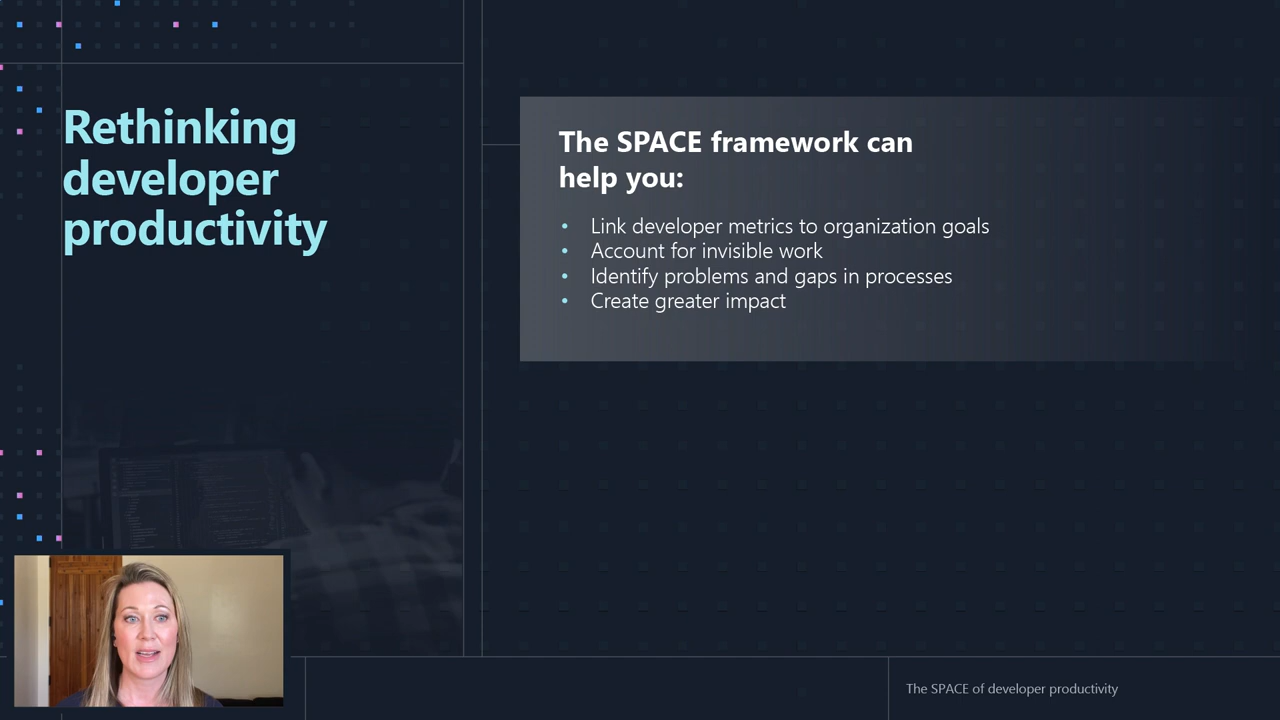 Rethinking
developer
productivity
The SPACE framework can
help you:
• Link developer metrics to organization goals
• Account for invisible work
• Identify problems and gaps in processes
• Create greater impact
The SPACE of developer productivity